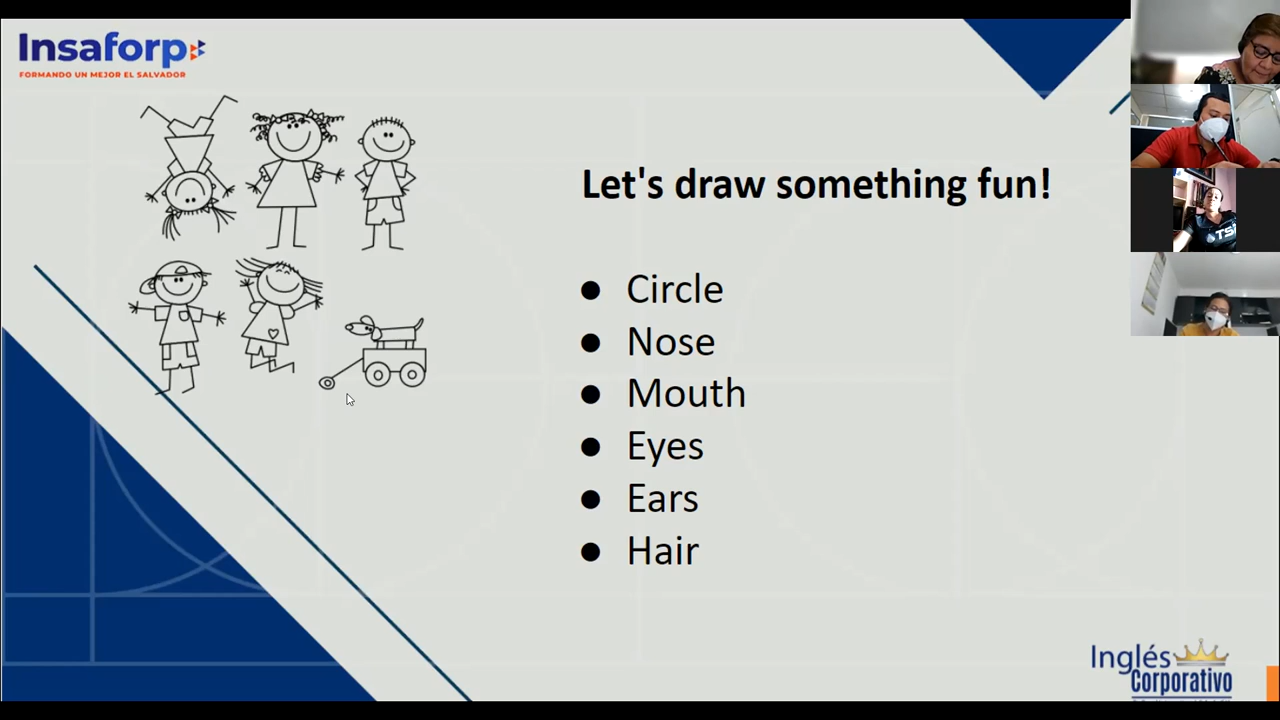 Insaforp
FORMANDO UN MEJOR EL SALVADOR
Let's draw something fun!
● Circle
● Nose
● Mouth
● Eyes
● Ears
● Hair
Inglés
Corporativo